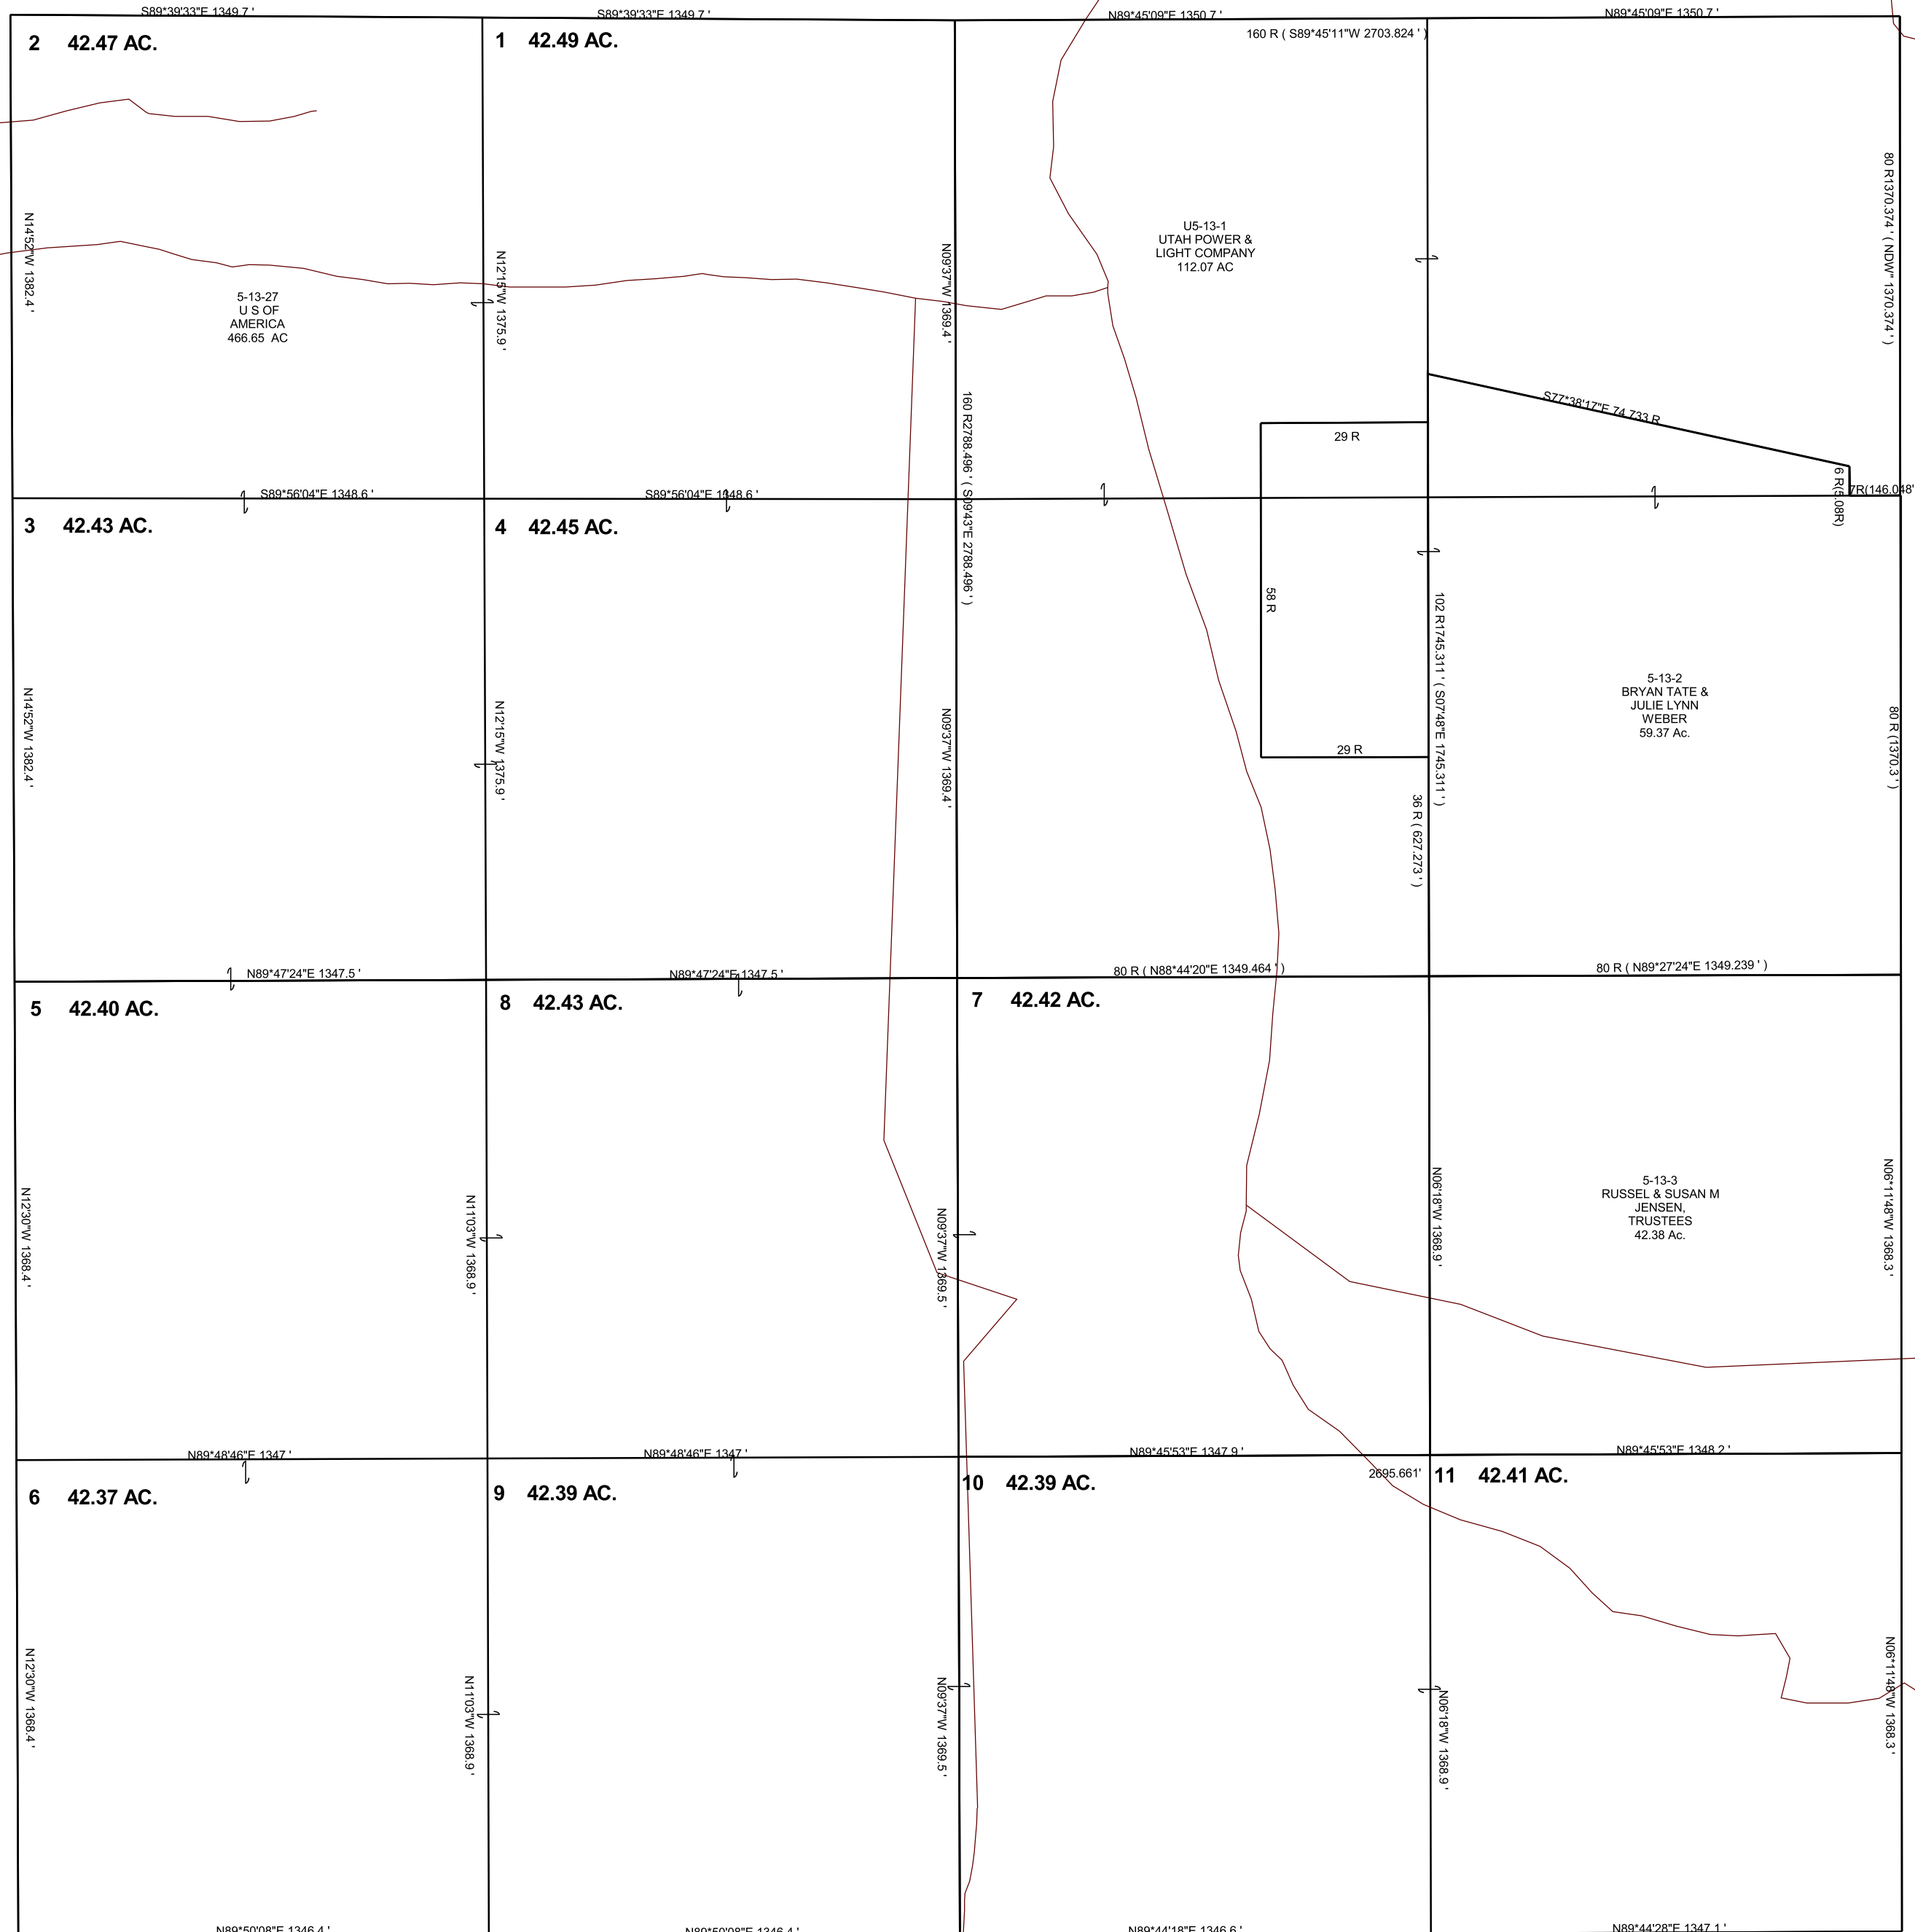 S89*39'33"E 1349.7 '
S89*39'33"E 1349.7 '
N89*45'09"E 1350.7 '
N89*45'09"E 1350.7 '
2 42.47 AC.
1 42.49 AC.
160 R ( S89*45'11"W 2703.824 ' )
N14'52"W 1382.4 '
N12'15"W 1375.9 '
N09'37"W 1369.4 '
80 R1370.374 ' ( NDW" 1370.374 ' )
5-13-27
U S OF
AMERICA
466.65 AC
U5-13-1
UTAH POWER &
LIGHT COMPANY
112.07 AC
S77*38'17"E 74.733 R
29 R
6 R(5.08R)
7R(146.048'
160 R2788.496 ' ( S09'43"E 2788.496 ' )
S89*56'04"E 1348.6 '
S89*56'04"E 1348.6 '
3 42.43 AC.
4 42.45 AC.
58 R
102 R1745.311 ' ( S07'48"E 1745.311 ' )
N14'52"W 1382.4 '
N12'15"W 1375.9 '
N09'37"W 1369.4 '
5-13-2
BRYAN TATE &
JULIE LYNN
WEBER
59.37 Ac.
80 R (1370.3 ' )
29 R
36 R ( 627.273 ' )
N89*47'24"E 1347.5 '
N89*47'24"E 1347.5 '
80 R ( N88*44'20"E 1349.464 ' )
80 R ( N89*27'24"E 1349.239 ' )
5 42.40 AC.
8 42.43 AC.
7 42.42 AC.
N12'30"W 1368.4 '
N11'03"W 1368.9 '
N09'37"W 1369.5 '
N06'18"W 1368.9 '
5-13-3
RUSSEL & SUSAN M
JENSEN,
TRUSTEES
42.38 Ac.
N06*11'48"W 1368.3 '
N89*48'46"E 1347 '
N89*48'46"E 1347 '
N89*45'53"E 1347.9 '
N89*45'53"E 1348.2 '
6 42.37 AC.
9 42.39 AC.
10 42.39 AC.
2695.661'
11 42.41 AC.
N12'30"W 1368.4 '
N11'03"W 1368.9 '
N09'37"W 1369.5 '
N06'18"W 1368.9 '
N06*11'48"W 1368.3 '
N89*50'08"E 1346.4 '
N89*50'08"E 1346.4 '
N89*44'18"E 1346.6 '
N89*44'28"E 1347.1 '